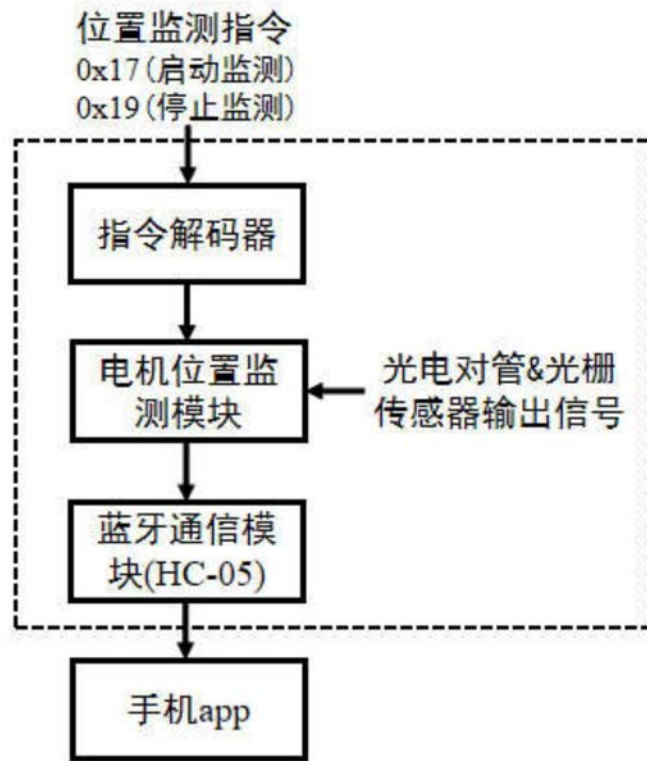 位置监测指令
0x17(启动监测)
0x19(停止监测)
指令解码器
电机位置监
测模块
光电对管&光栅
传感器输出信号
蓝牙通信模
块(HC-05)
手机app